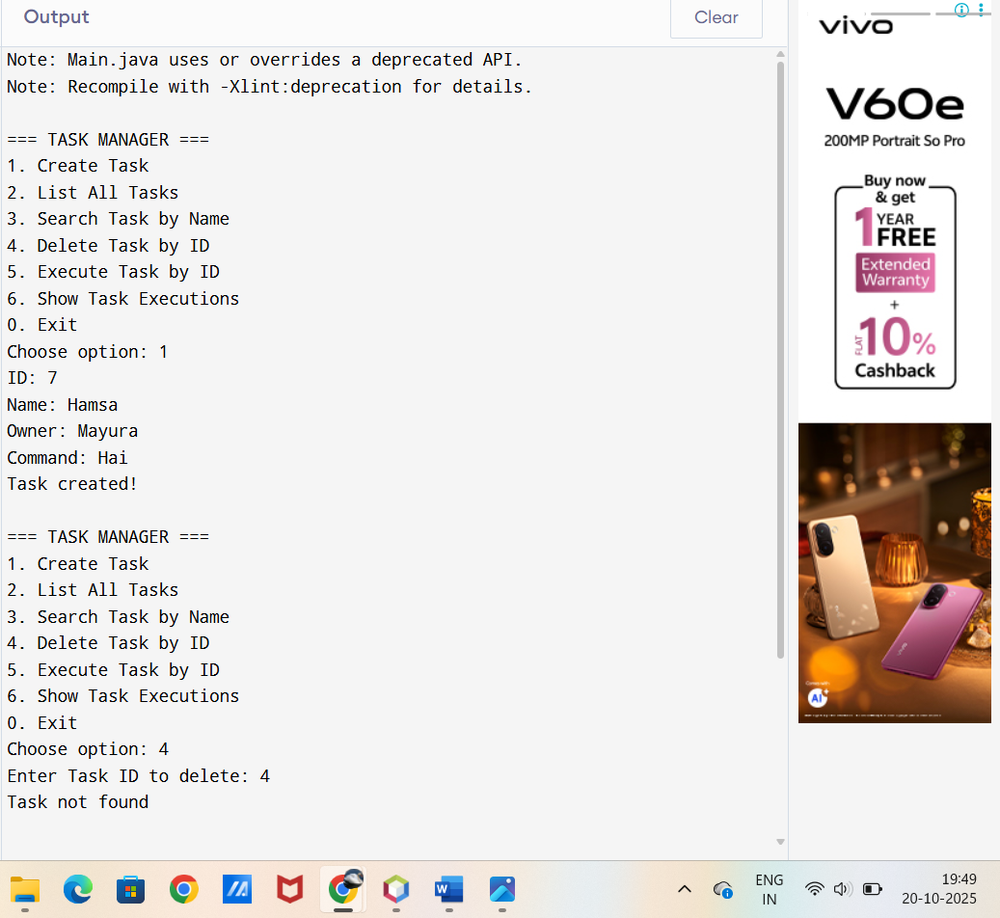 Output
Clear
Note: Main.java uses or overrides a deprecated API.
Note: Recompile with -Xlint:deprecation for details.
=== TASK MANAGER ===
1. Create Task
2. List All Tasks
3. Search Task by Name
4. Delete Task by ID
5. Execute Task by ID
6. Show Task Executions
0. Exit
Choose option: 1
ID: 7
Name: Hamsa
Owner: Mayura
Command: Hai
Task created!
=== TASK MANAGER ===
1. Create Task
2. List All Tasks
3. Search Task by Name
4. Delete Task by ID
5. Execute Task by ID
6. Show Task Executions
0. Exit
Choose option: 4
Enter Task ID to delete: 4
Task not found
vivo
V60e
200MP Portrait So Pro
Buy now
& get
1 YEAR
FREE
Extended
Warranty
+
FLAT 10%
Cashback
vivo
AI
W
ENG
IN
19:49
20-10-2025